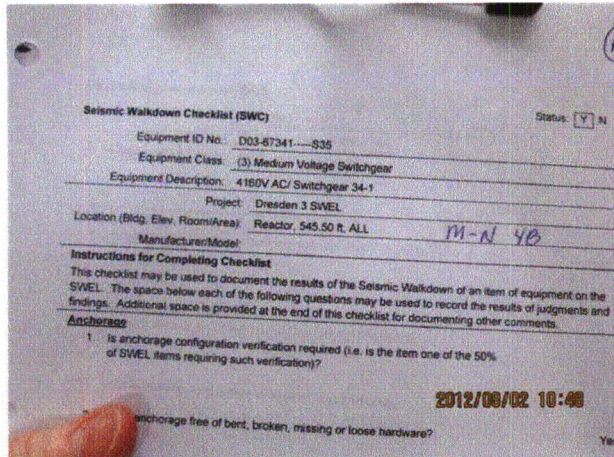 Seismic Walkdown Checklist (SWC)
Status: Y N
Equipment ID No.: D03-67341-----S35
Equipment Class: (3) Medium Voltage Switchgear
Equipment Description: 4160V AC/ Switchgear 34-1
Project: Dresden 3 SWEL
Location (Bldg, Elev, Room/Area): Reactor, 545.50 ft, ALL M-N 48
Manufacturer/Model:
Instructions for Completing Checklist
This checklist may be used to document the results of the Seismic Walkdown of an item of equipment on the
SWEL. The space below each of the following questions may be used to record the results of judgments and
findings. Additional space is provided at the end of this checklist for documenting other comments.
Anchorage
1. Is anchorage configuration verification required (i.e. is the item one of the 50%
of SWEL items requiring such verification)?
2012/08/02 10:48
anchorage free of bent, broken, missing or loose hardware?